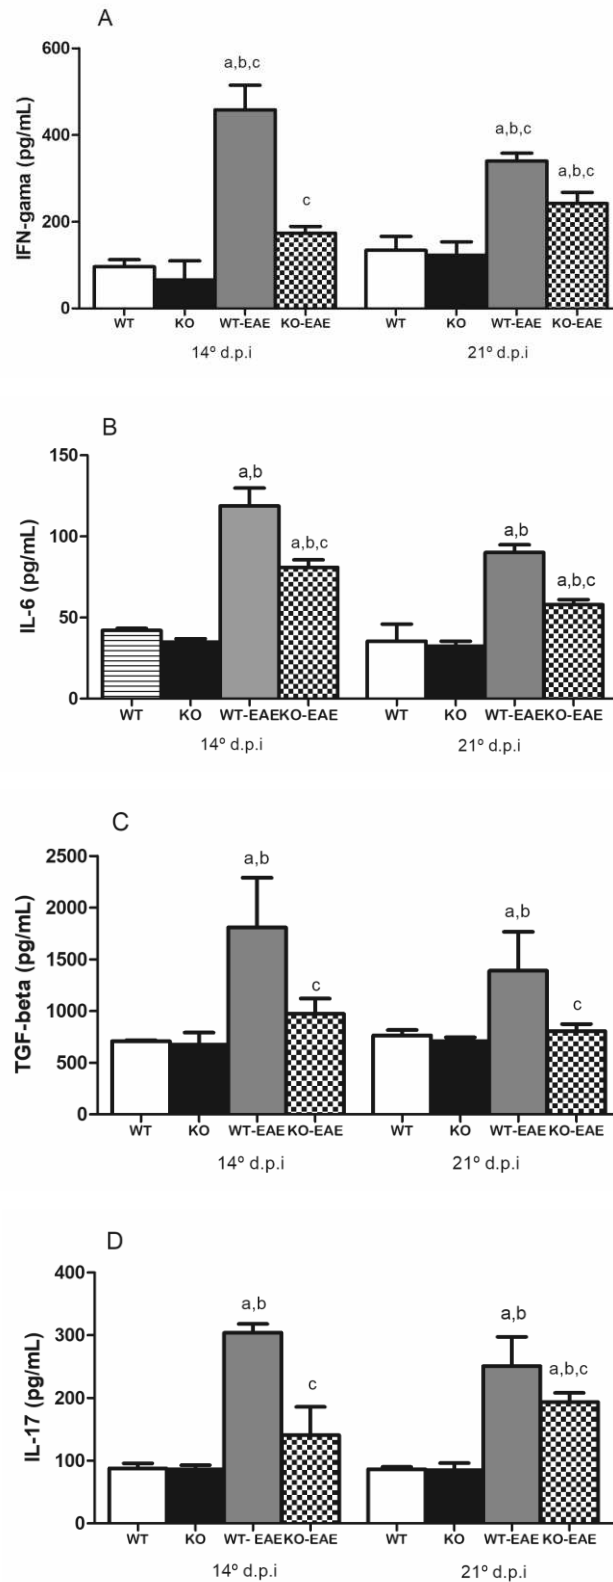 A
IFN-gama (pg/mL)
600
400
200
0
a,b,c
c
a,b,c
a,b,c
WT KO WT-EAE KO-EAE WT KO WT-EAE KO-EAE
14º d.p.i 21º d.p.i
B
IL-6 (pg/mL)
150
100
50
0
a,b
a,b,c
a,b
a,b,c
WT KO WT-EAE KO-EAE WT KO WT-EAE KO-EAE
14º d.p.i 21º d.p.i
C
TGF-beta (pg/mL)
2500
2000
1500
1000
500
0
a,b
c
a,b
c
WT KO WT-EAE KO-EAE WT KO WT-EAE KO-EAE
14º d.p.i 21º d.p.i
D
IL-17 (pg/mL)
400
300
200
100
0
a,b
c
a,b
a,b,c
WT KO WT- EAE KO-EAE WT KO WT-EAE KO-EAE
14º d.p.i 21º d.p.i